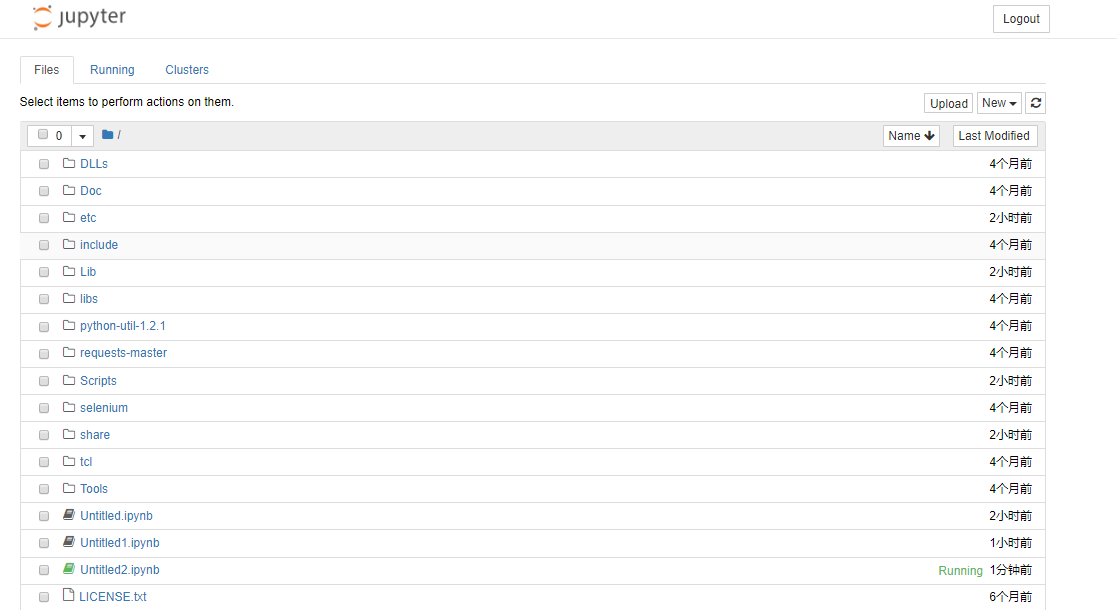 jupyter
Logout
Files Running Clusters
Select items to perform actions on them.
Upload New
0 / Name Last Modified
DLLs 4个月前
Doc 4个月前
etc 2小时前
include 4个月前
Lib 2小时前
libs 4个月前
python-util-1.2.1 4个月前
requests-master 4个月前
Scripts 2小时前
selenium 4个月前
share 2小时前
tcl 4个月前
Tools 4个月前
Untitled.ipynb 2小时前
Untitled1.ipynb 1小时前
Untitled2.ipynb Running 1分钟前
LICENSE.txt 6个月前